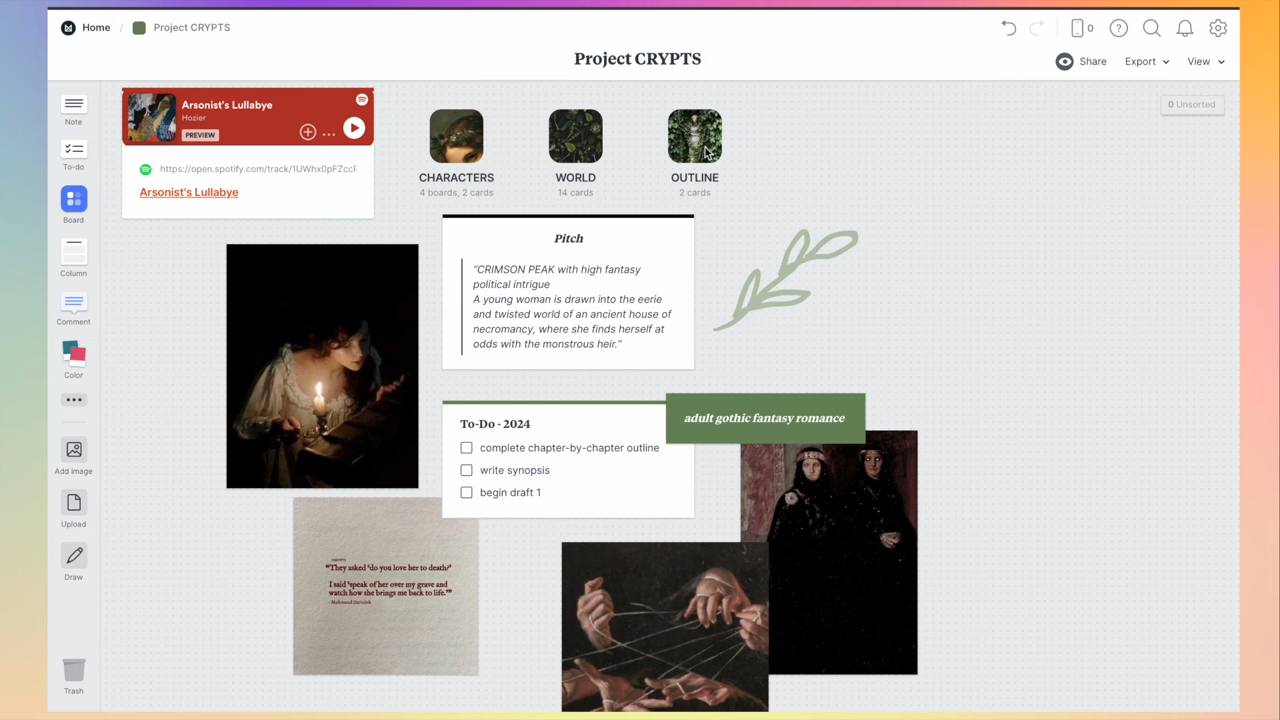 Home / Project CRYPTS
0
Project CRYPTS
Share
Export
View
Note
To-do
Board
Column
Comment
Color
Add image
Upload
Draw
Trash
Arsonist's Lullabye
Hozier
PREVIEW
https://open.spotify.com/track/1UWhx0pFZccF
Arsonist's Lullabye
CHARACTERS
4 boards, 2 cards
WORLD
14 cards
OUTLINE
2 cards
0 Unsorted
Pitch
"CRIMSON PEAK with high fantasy
political intrigue
A young woman is drawn into the eerie
and twisted world of an ancient house of
necromancy, where she finds herself at
odds with the monstrous heir."
To-Do - 2024
complete chapter-by-chapter outline
write synopsis
begin draft 1
adult gothic fantasy romance
"They asked 'do you love her to death?'
I said 'speak of her over my grave and
watch how she brings me back to life.'"
- Mahmoud Darwish